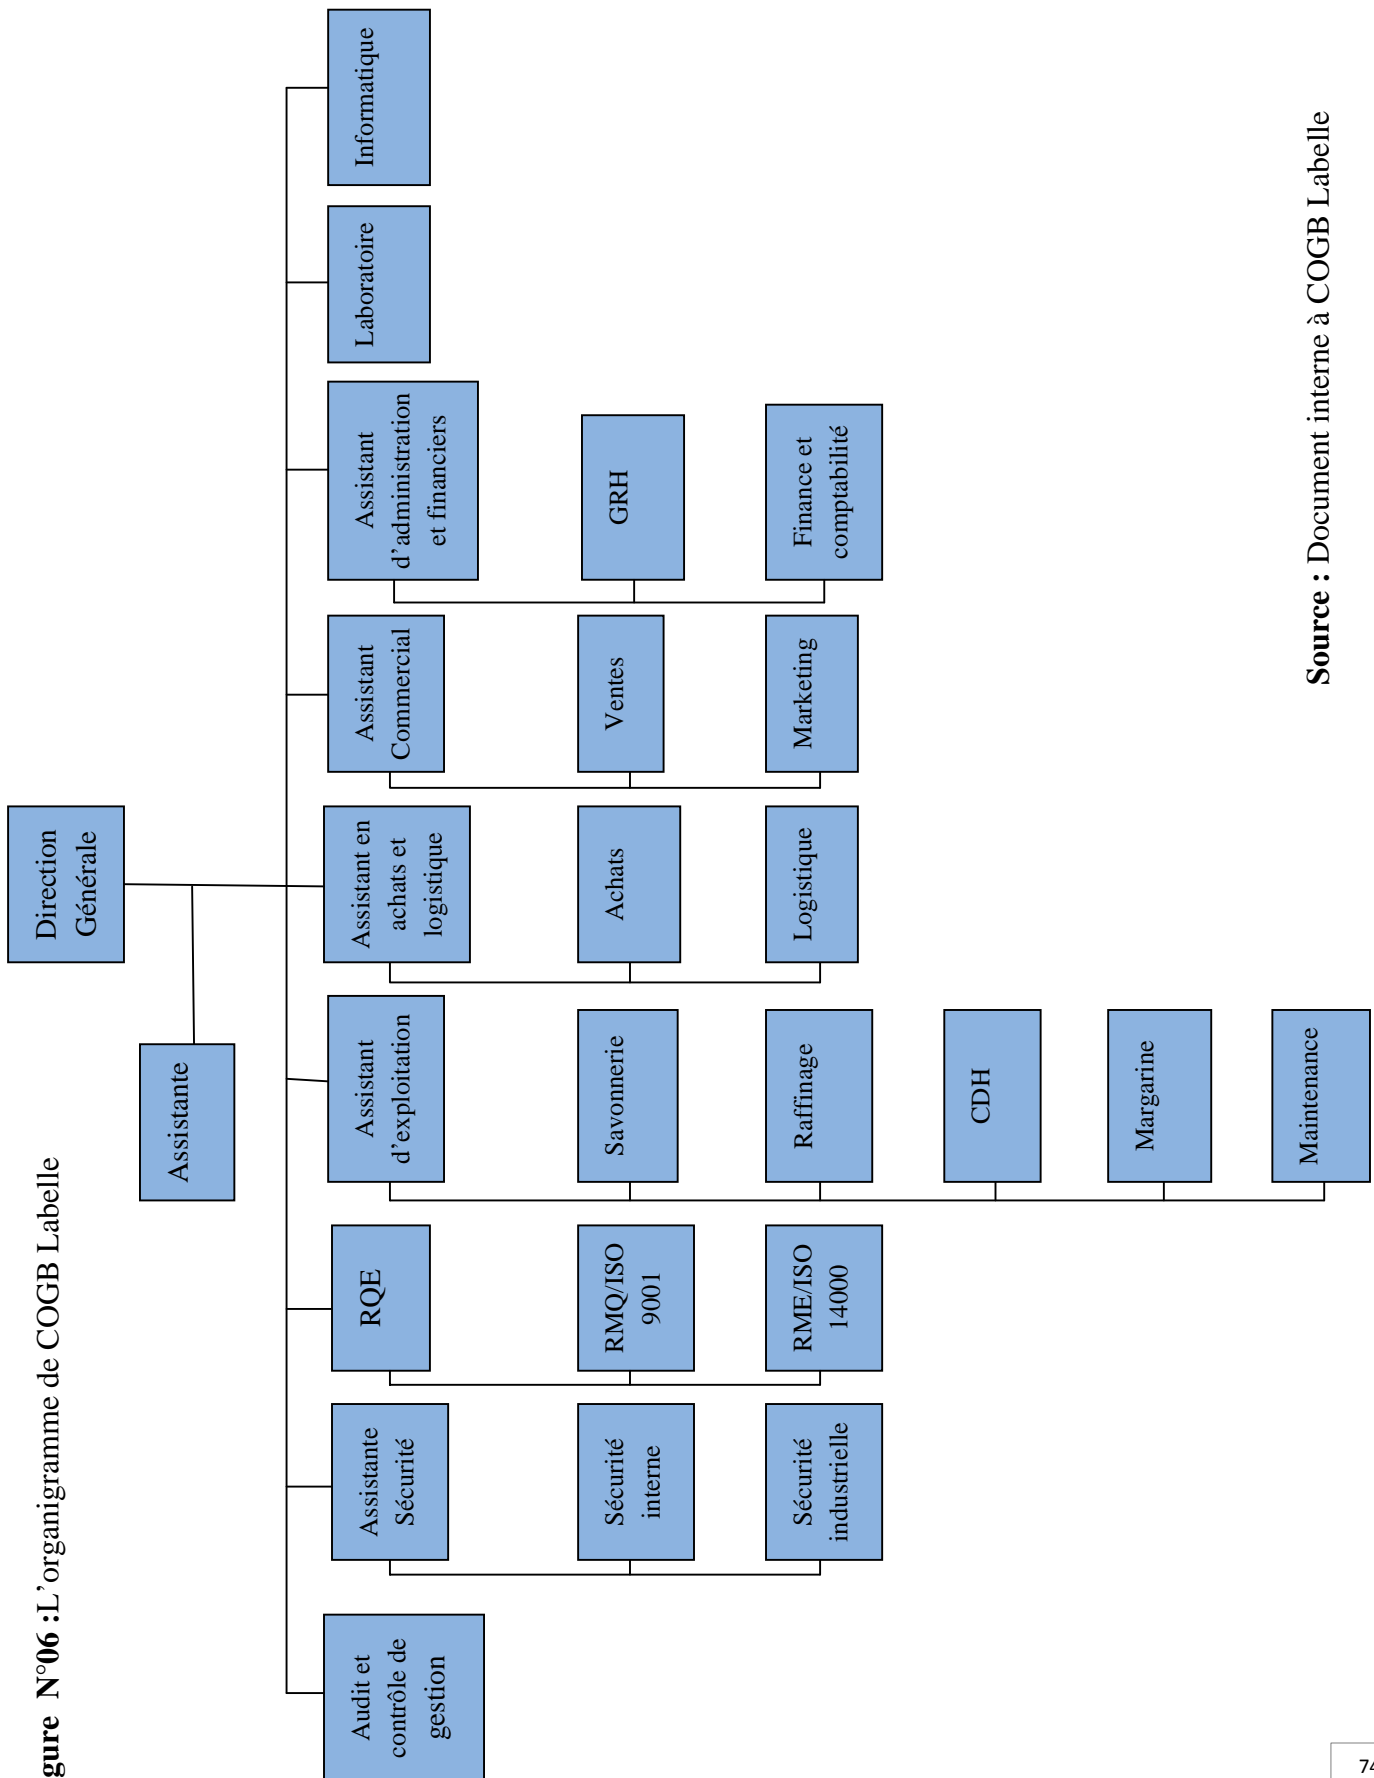 gure N°06 :L'organigramme de COGB Labelle
Direction
Générale
Assistante
Audit et
contrôle de
gestion
Assistante
Sécurité
RQE
Assistant
d'exploitation
Assistant en
achats et
logistique
Assistant
Commercial
Assistant
d'administration
et financiers
Laboratoire
Informatique
Sécurité
interne
RMQ/ISO
9001
Savonnerie
Achats
Ventes
GRH
Sécurité
industrielle
RME/ISO
14000
Raffinage
Logistique
Marketing
Finance et
comptabilité
CDH
Margarine
Maintenance
Source : Document interne à COGB Labelle
74